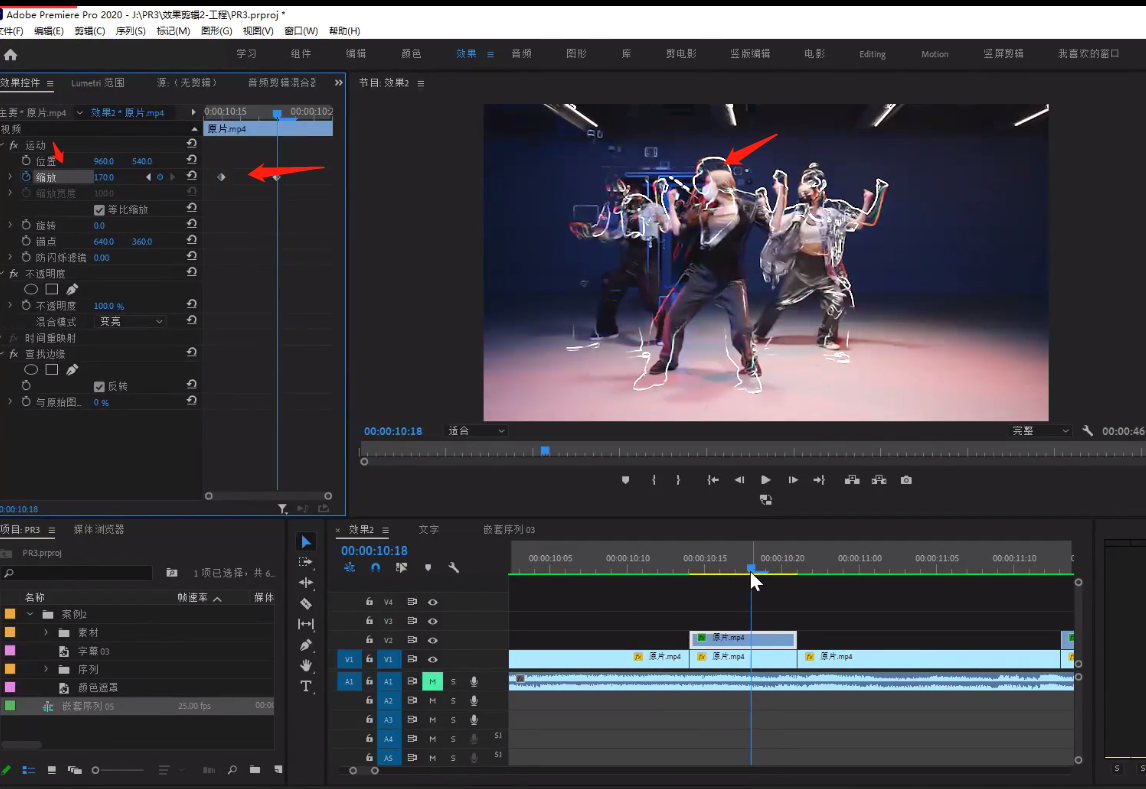 Adobe Premiere Pro 2020 - J:\PR3\效果剪辑2-工程\PR3.prproj *
文件(F) 编辑(E) 剪辑(C) 序列(S) 标记(M) 图形(G) 视图(V) 窗口(W) 帮助(H)
学习 组件 编辑 颜色 效果 ≡ 音频 图形 库 剪电影 竖版编辑 电影 Editing Motion 竖屏剪辑 我喜欢的窗口
效果控件 ≡ Lumetri 范围 源:（无剪辑） 音频剪辑混合器 >>
节目: 效果2 ≡
主要 * 原片.mp4 效果2 * 原片.mp4
0:00:10:15 00:00:10:2
视频
原片.mp4
fx 运动
位置 960.0 540.0
缩放 170.0
缩放宽度 100.0
等比缩放
旋转 0.0
锚点 640.0 360.0
防闪烁滤镜 0.00
fx 不透明度
不透明度 100.0 %
混合模式 变亮
fx 时间重映射
fx 查找边缘
反转
与原始图... 0 %
00:00:10:18 适合 完整 00:00:46
0:00:10:18
项目: PR3 ≡ 媒体浏览器
PR3.prproj
1 项已选择，共 6...
名称 帧速率 媒体
案例2
素材
字幕 03
序列
颜色遮罩
嵌套序列 05 25.00 fps 00:00
× 效果2 ≡ 文字 嵌套序列 03
00:00:10:18
00:00:10:05 00:00:10:10 00:00:10:15 00:00:10:20 00:00:11:00 00:00:11:05 00:00:11:10
V4
V3
V2 fx 原片.mp4
V1 V1 fx 原片.mp4 fx 原片.mp4 fx 原片.mp4
A1 A1 M S
A2 M S
A3 M S
A4 M S S1
A5 M S S1
S S